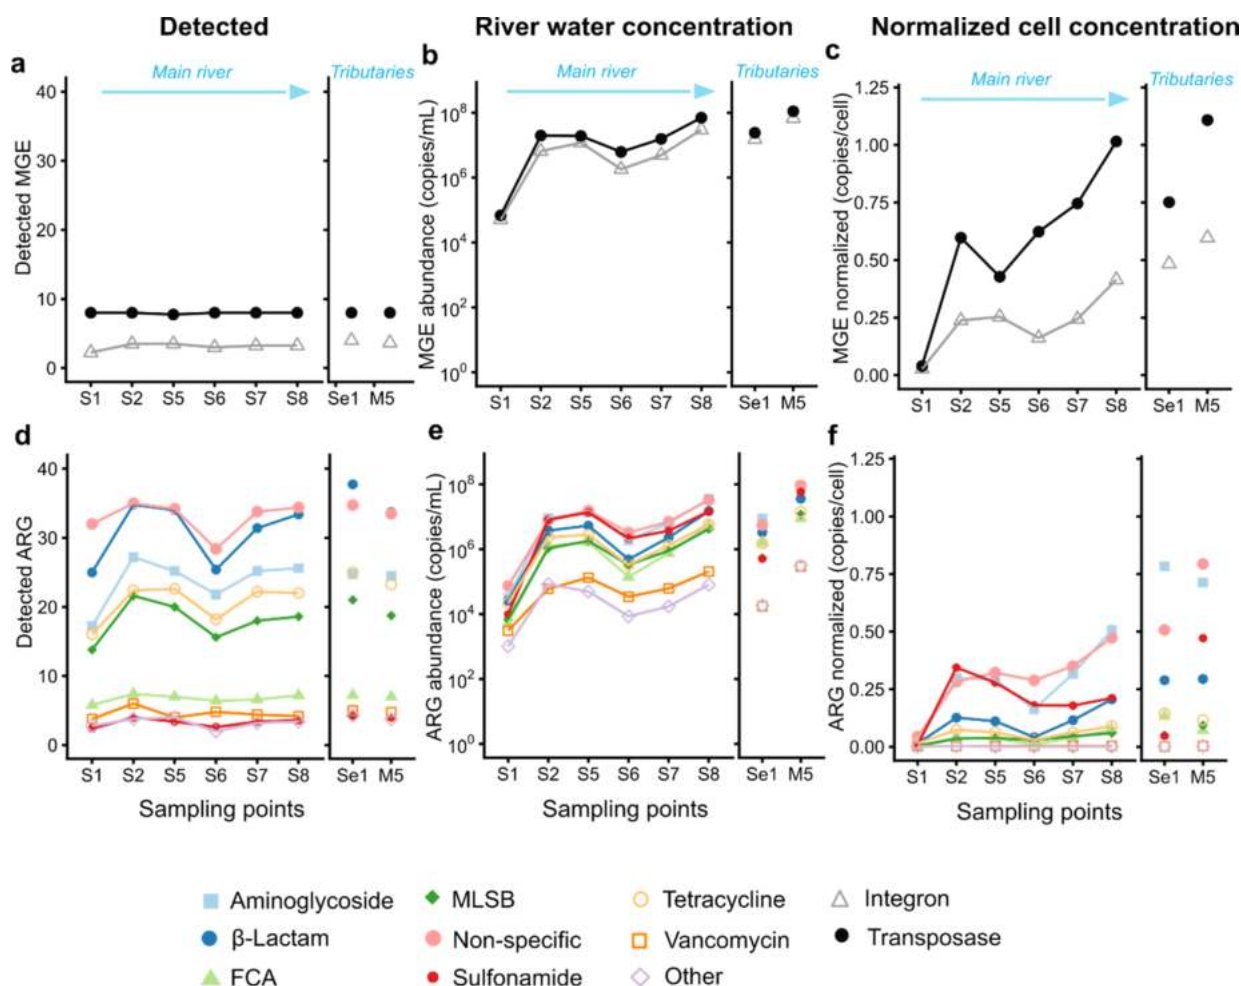 Detected
River water concentration
Normalized cell concentration
a
Main river
Tributaries
Detected MGE
40
30
20
10
0
S1 S2 S5 S6 S7 S8 Se1 M5
b
Main river
Tributaries
MGE abundance (copies/mL)
10^8
10^6
10^4
10^2
10^0
S1 S2 S5 S6 S7 S8 Se1 M5
c
Main river
Tributaries
MGE normalized (copies/cell)
1.25
1.00
0.75
0.50
0.25
0.00
S1 S2 S5 S6 S7 S8 Se1 M5
d
Detected ARG
40
30
20
10
0
S1 S2 S5 S6 S7 S8 Se1 M5
Sampling points
e
ARG abundance (copies/mL)
10^8
10^6
10^4
10^2
10^0
S1 S2 S5 S6 S7 S8 Se1 M5
Sampling points
f
ARG normalized (copies/cell)
1.25
1.00
0.75
0.50
0.25
0.00
S1 S2 S5 S6 S7 S8 Se1 M5
Sampling points
Aminoglycoside MLSB Tetracycline Integron
β-Lactam Non-specific Vancomycin Transposase
FCA Sulfonamide Other